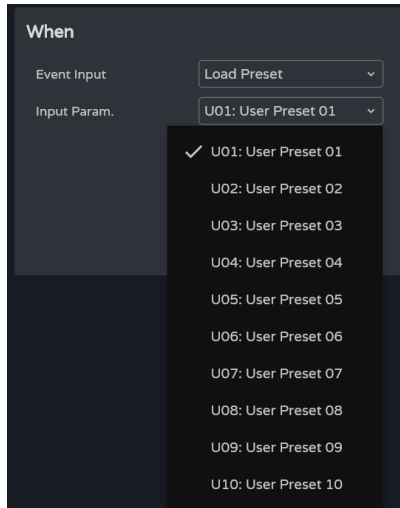 When
Event Input Load Preset
Input Param. U01: User Preset 01
U01: User Preset 01
U02: User Preset 02
U03: User Preset 03
U04: User Preset 04
U05: User Preset 05
U06: User Preset 06
U07: User Preset 07
U08: User Preset 08
U09: User Preset 09
U10: User Preset 10